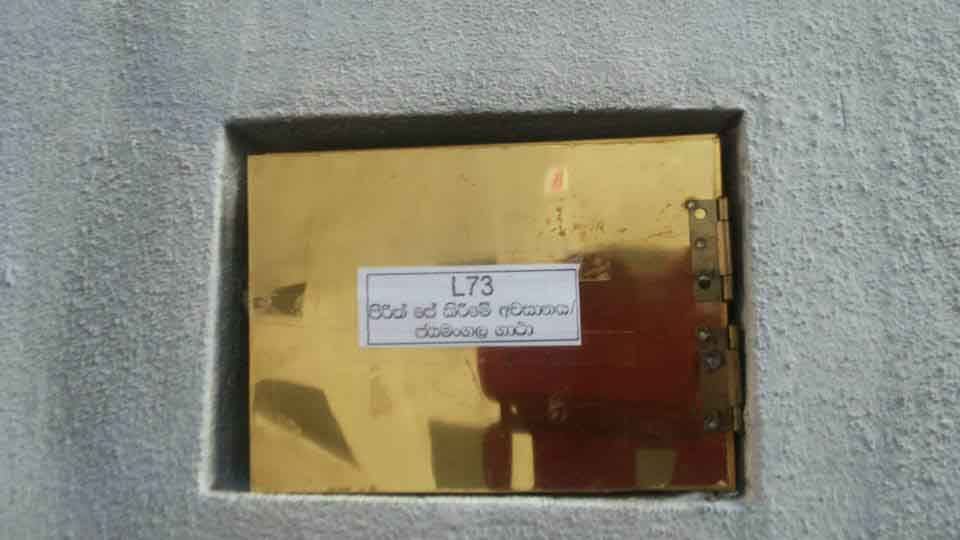 L73
පිරිත් පේ කිරීමේ අවසානය/
ජයමංගල ගාථා